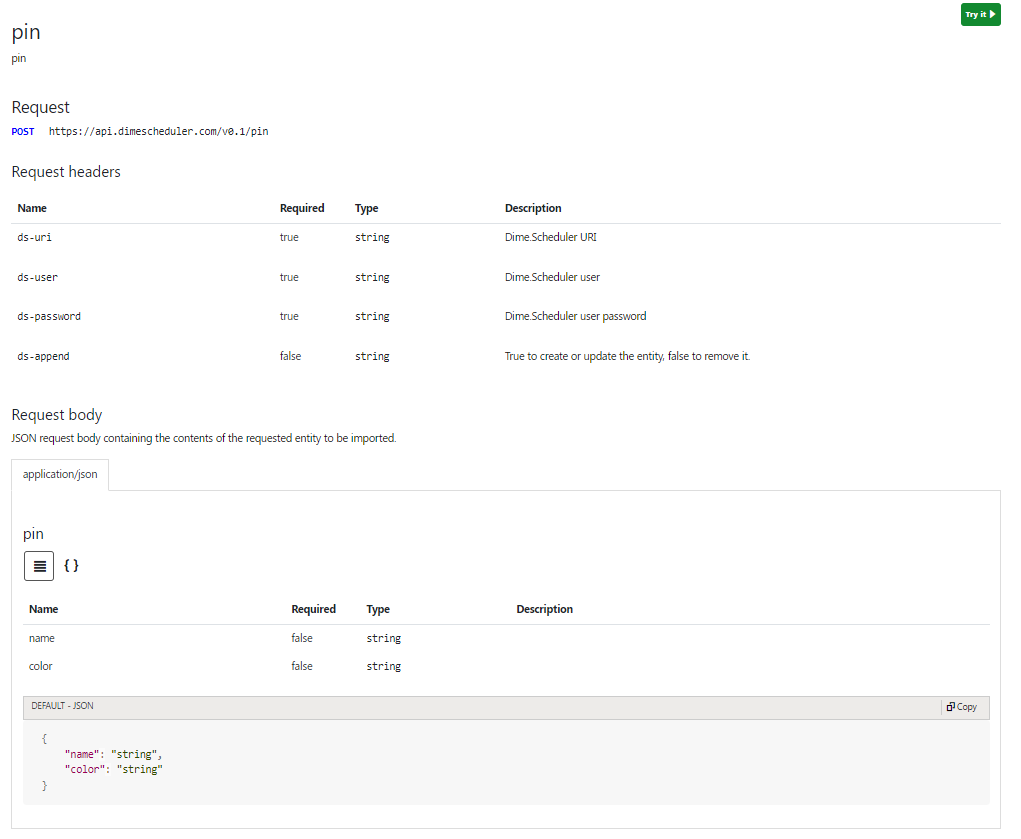 Try it
pin
pin
Request
POST https://api.dimescheduler.com/v0.1/pin
Request headers
Name Required Type Description
ds-uri true string Dime.Scheduler URI
ds-user true string Dime.Scheduler user
ds-password true string Dime.Scheduler user password
ds-append false string True to create or update the entity, false to remove it.
Request body
JSON request body containing the contents of the requested entity to be imported.
application/json
pin
{ }
Name Required Type Description
name false string
color false string
DEFAULT - JSON Copy
{
"name": "string",
"color": "string"
}